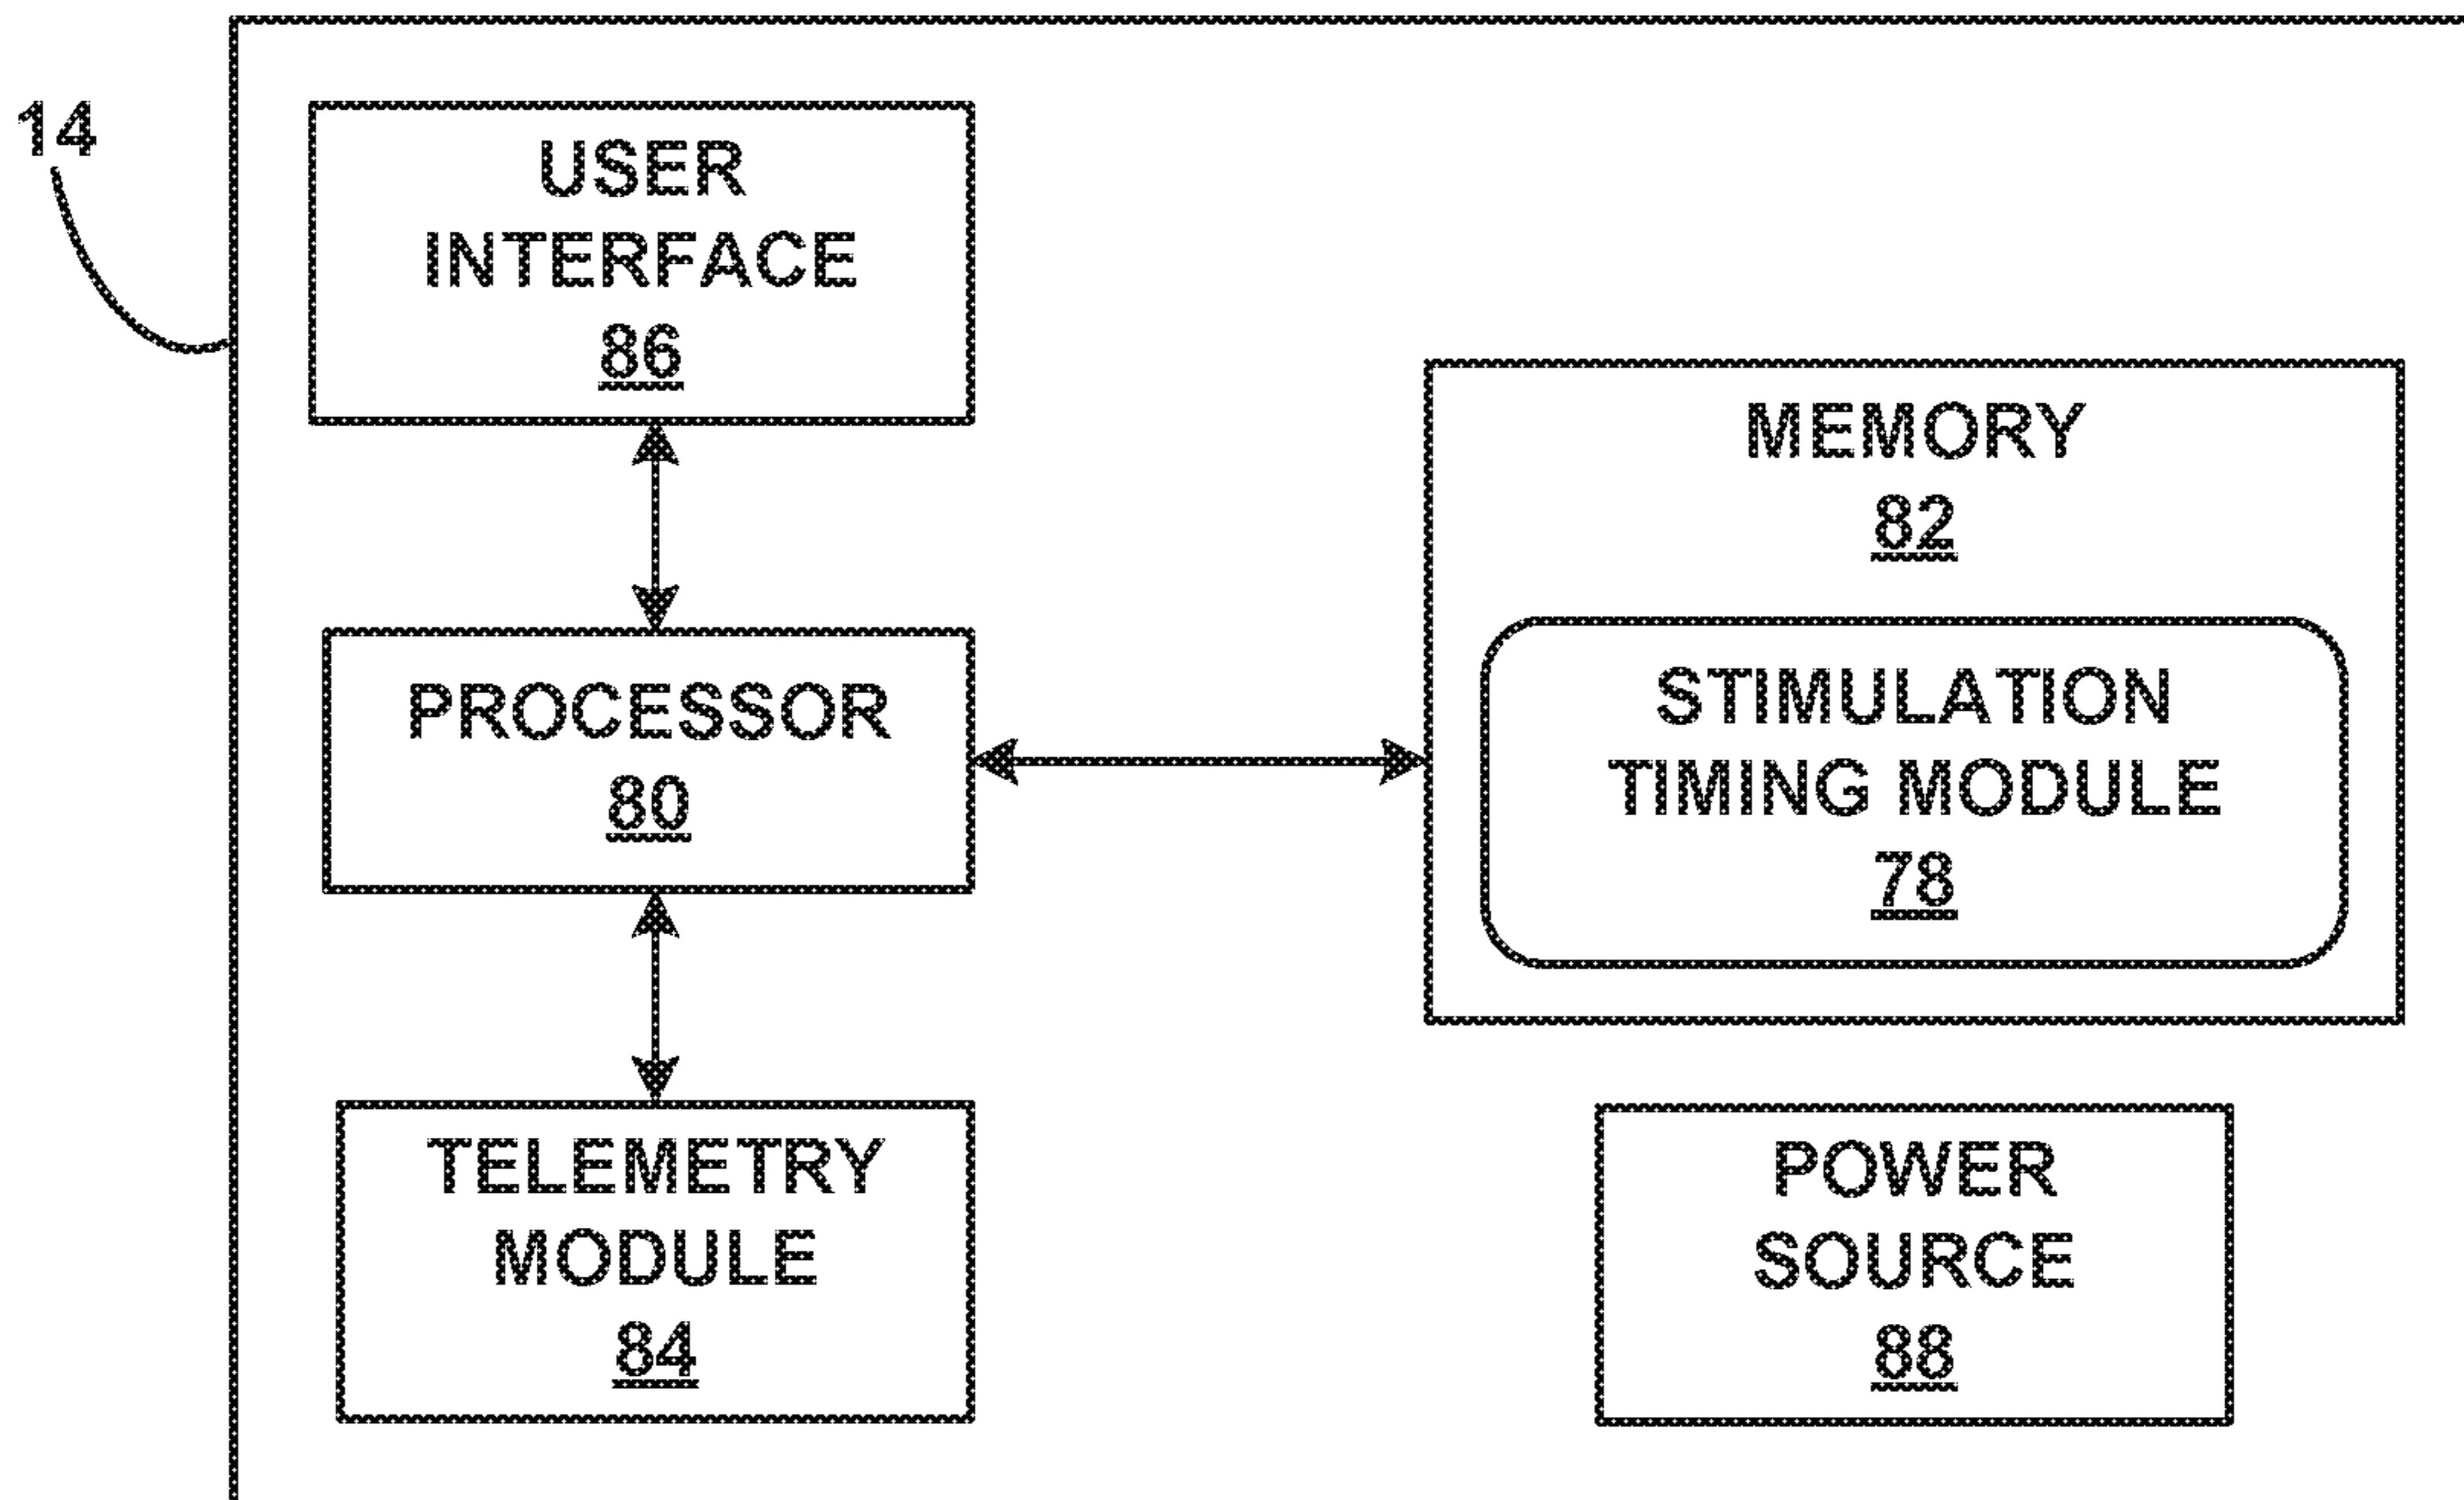 14
USER
INTERFACE
86
MEMORY
82
PROCESSOR
80
STIMULATION
TIMING MODULE
78
TELEMETRY
MODULE
84
POWER
SOURCE
88